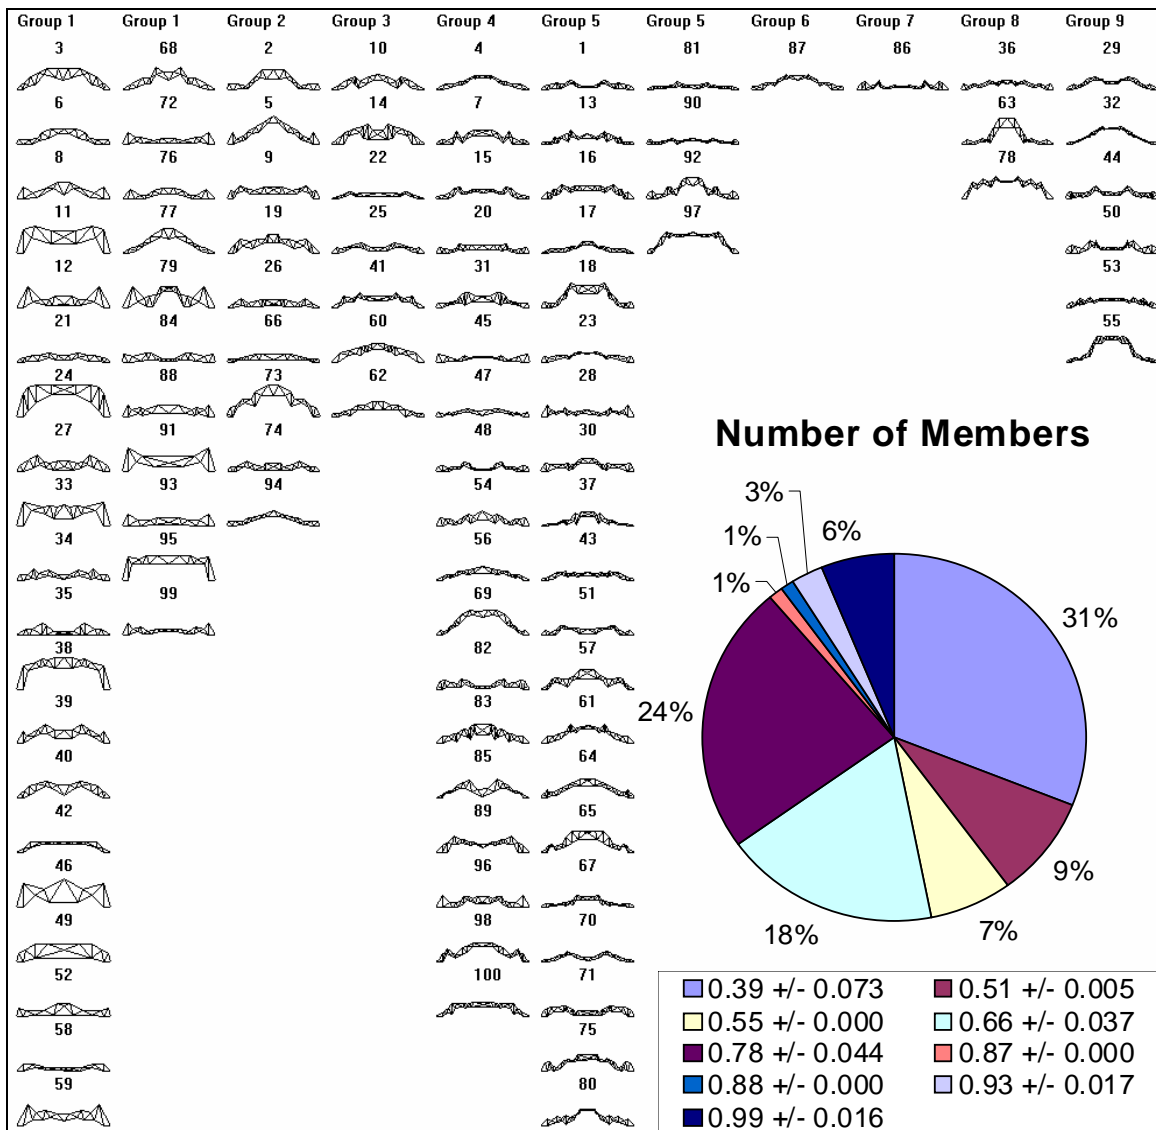 Group 1 Group 1 Group 2 Group 3 Group 4 Group 5 Group 5 Group 6 Group 7 Group 8 Group 9
3 68 2 10 4 1 81 87 86 36 29
6 72 5 14 7 13 90 63 32
8 76 9 22 15 16 92 78 44
11 77 19 25 20 17 97 50
12 79 26 41 31 18 53
21 84 66 60 45 23 55
24 88 73 62 47 28
27 91 74 48 30
33 93 94 54 37
34 95 56 43
35 99 69 51
38 82 57
39 83 61
40 85 64
42 89 65
46 96 67
49 98 70
52 100 71
58 75
59 80
Number of Members
3%
6%
1%
1%
31%
24%
9%
18%
7%
0.39 +/- 0.073 0.51 +/- 0.005
0.55 +/- 0.000 0.66 +/- 0.037
0.78 +/- 0.044 0.87 +/- 0.000
0.88 +/- 0.000 0.93 +/- 0.017
0.99 +/- 0.016